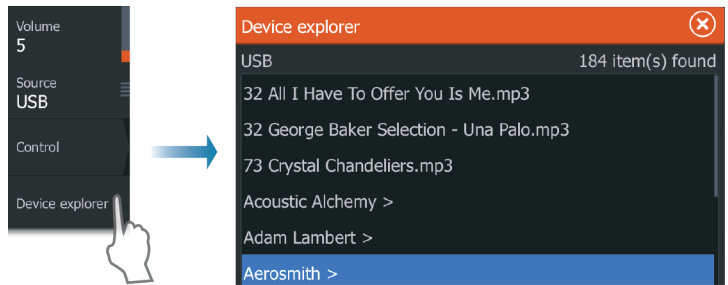 Volume
5
Source
USB
Control
Device explorer
Device explorer
USB 184 item(s) found
32 All I Have To Offer You Is Me.mp3
32 George Baker Selection - Una Palo.mp3
73 Crystal Chandeliers.mp3
Acoustic Alchemy >
Adam Lambert >
Aerosmith >